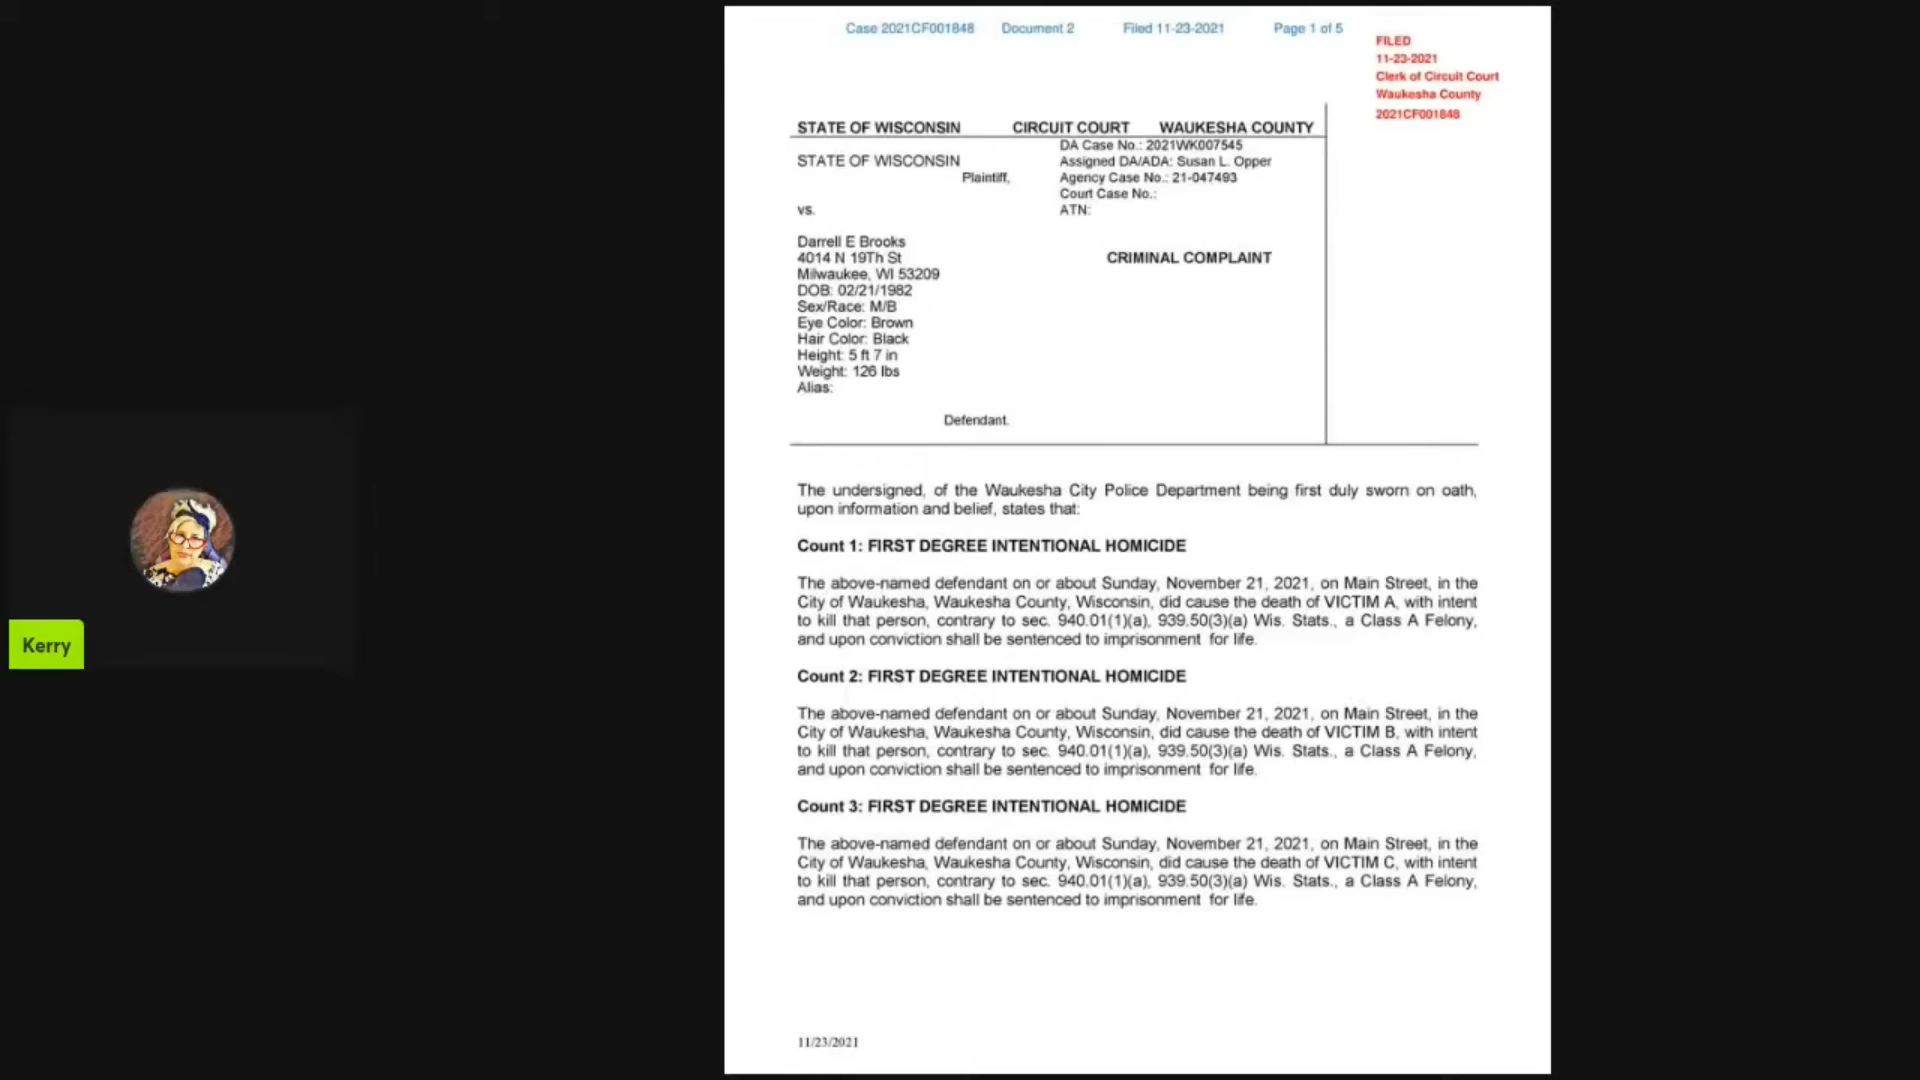 Case 2021CF001848 Document 2 Filed 11-23-2021 Page 1 of 5
FILED
11-23-2021
Clerk of Circuit Court
Waukesha County
2021CF001848
STATE OF WISCONSIN CIRCUIT COURT WAUKESHA COUNTY
STATE OF WISCONSIN
Plaintiff,
vs.
DA Case No.: 2021WK007545
Assigned DA/ADA: Susan L. Opper
Agency Case No.: 21-047493
Court Case No.:
ATN:
Darrell E Brooks
4014 N 19Th St
Milwaukee, WI 53209
DOB: 02/21/1982
Sex/Race: M/B
Eye Color: Brown
Hair Color: Black
Height: 5 ft 7 in
Weight: 126 lbs
Alias:
Defendant.
CRIMINAL COMPLAINT
The undersigned, of the Waukesha City Police Department being first duly sworn on oath,
upon information and belief, states that:
Count 1: FIRST DEGREE INTENTIONAL HOMICIDE
The above-named defendant on or about Sunday, November 21, 2021, on Main Street, in the
City of Waukesha, Waukesha County, Wisconsin, did cause the death of VICTIM A, with intent
to kill that person, contrary to sec. 940.01(1)(a), 939.50(3)(a) Wis. Stats., a Class A Felony,
and upon conviction shall be sentenced to imprisonment for life.
Count 2: FIRST DEGREE INTENTIONAL HOMICIDE
The above-named defendant on or about Sunday, November 21, 2021, on Main Street, in the
City of Waukesha, Waukesha County, Wisconsin, did cause the death of VICTIM B, with intent
to kill that person, contrary to sec. 940.01(1)(a), 939.50(3)(a) Wis. Stats., a Class A Felony,
and upon conviction shall be sentenced to imprisonment for life.
Count 3: FIRST DEGREE INTENTIONAL HOMICIDE
The above-named defendant on or about Sunday, November 21, 2021, on Main Street, in the
City of Waukesha, Waukesha County, Wisconsin, did cause the death of VICTIM C, with intent
to kill that person, contrary to sec. 940.01(1)(a), 939.50(3)(a) Wis. Stats., a Class A Felony,
and upon conviction shall be sentenced to imprisonment for life.
11/23/2021
Kerry